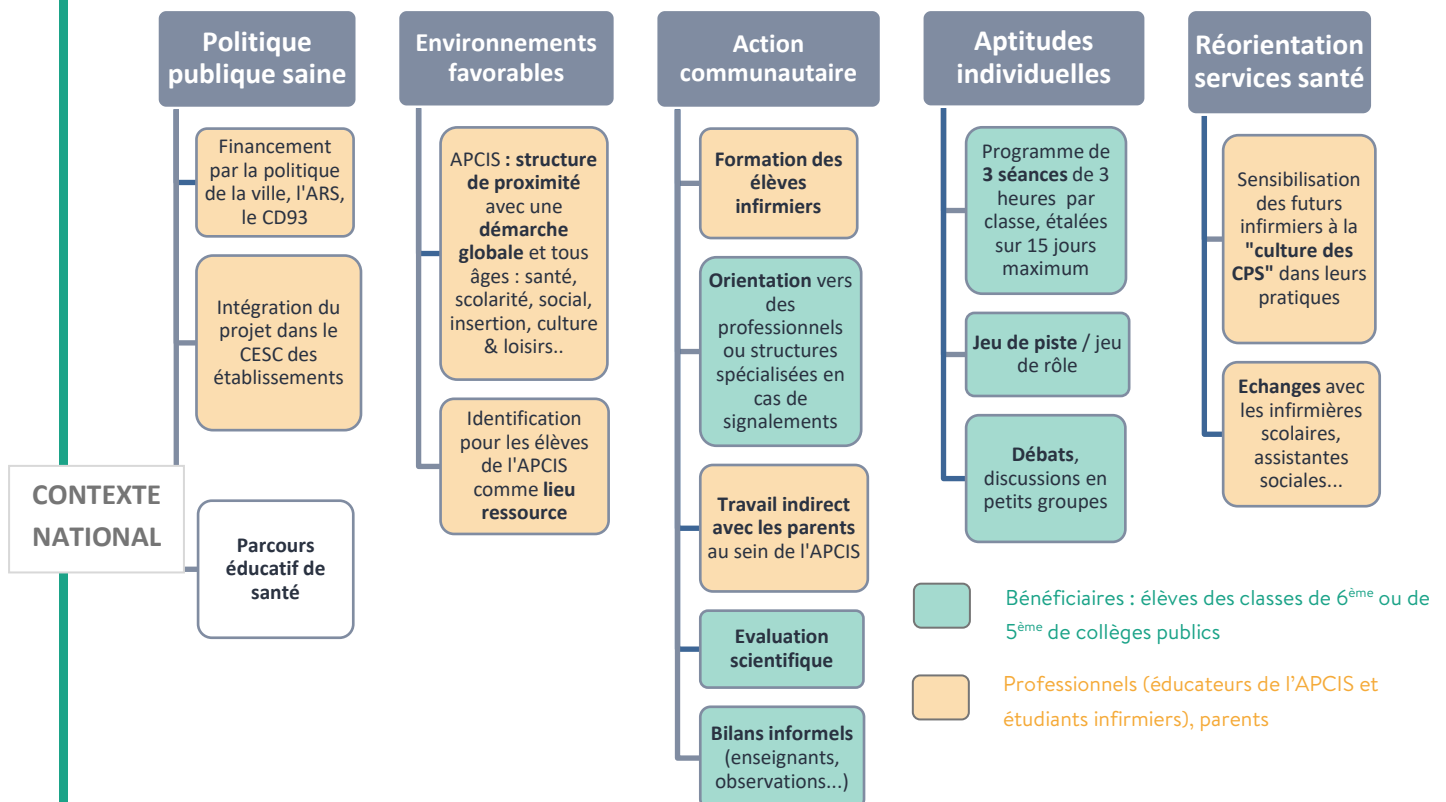 Politique
publique saine
Financement
par la politique
de la ville, l'ARS,
le CD93
Intégration du
projet dans le
CESC des
établissements
CONTEXTE
NATIONAL
Parcours
éducatif de
santé
Environnements
favorables
APCIS : structure
de proximité
avec une
démarche
globale et tous
âges : santé,
scolarité, social,
insertion, culture
& loisirs..
Identification
pour les élèves
de l'APCIS
comme lieu
ressource
Action
communautaire
Formation des
élèves
infirmiers
Orientation vers
des
professionnels
ou structures
spécialisées en
cas de
signalements
Travail indirect
avec les parents
au sein de l'APCIS
Evaluation
scientifique
Bilans informels
(enseignants,
observations...)
Aptitudes
individuelles
Programme de
3 séances de 3
heures par
classe, étalées
sur 15 jours
maximum
Jeu de piste / jeu
de rôle
Débats,
discussions en
petits groupes
Réorientation
services santé
Sensibilisation
des futurs
infirmiers à la
"culture des
CPS" dans leurs
pratiques
Echanges avec
les infirmières
scolaires,
assistantes
sociales...
Bénéficiaires : élèves des classes de 6ème ou de
5ème de collèges publics
Professionnels (éducateurs de l'APCIS et
étudiants infirmiers), parents